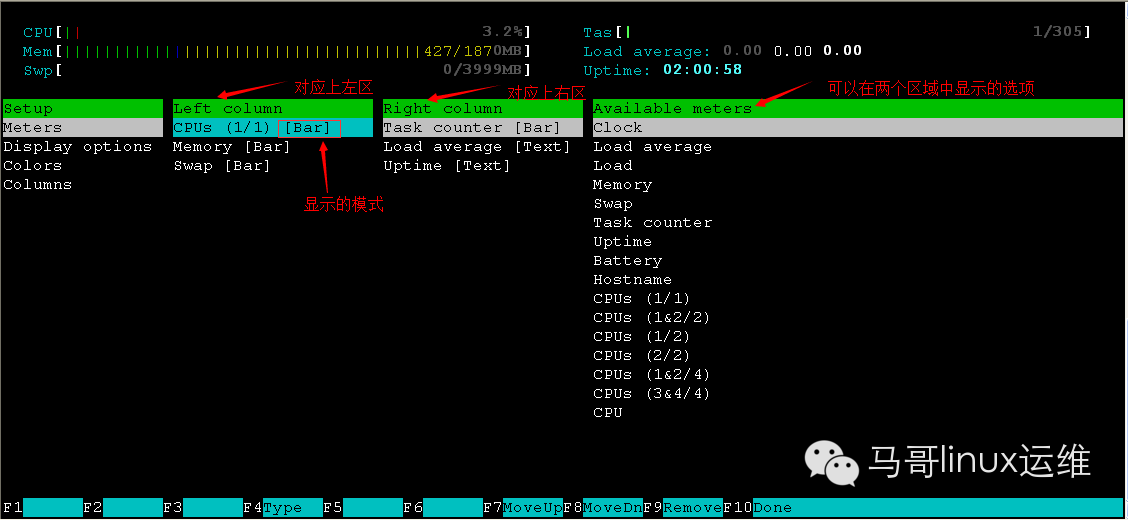 CPU[|| 3.2%] Tas[| 1/305]
Mem[||||||||||||||||||||||||||||||||||||427/1870MB] Load average: 0.00 0.00 0.00
Swp[ 0/3999MB] Uptime: 02:00:58
对应上左区 对应上右区 可以在两个区域中显示的选项
Setup Left column Right column Available meters
Meters CPUs (1/1) [Bar] Task counter [Bar] Clock
Display options Memory [Bar] Load average [Text] Load average
Colors Swap [Bar] Uptime [Text] Load
Columns Memory
显示的模式 Swap
Task counter
Uptime
Battery
Hostname
CPUs (1/1)
CPUs (1&2/2)
CPUs (1/2)
CPUs (2/2)
CPUs (1&2/4)
CPUs (3&4/4)
CPU
马哥linux运维
F1 F2 F3 F4Type F5 F6 F7MoveUpF8MoveDnF9RemoveF10Done